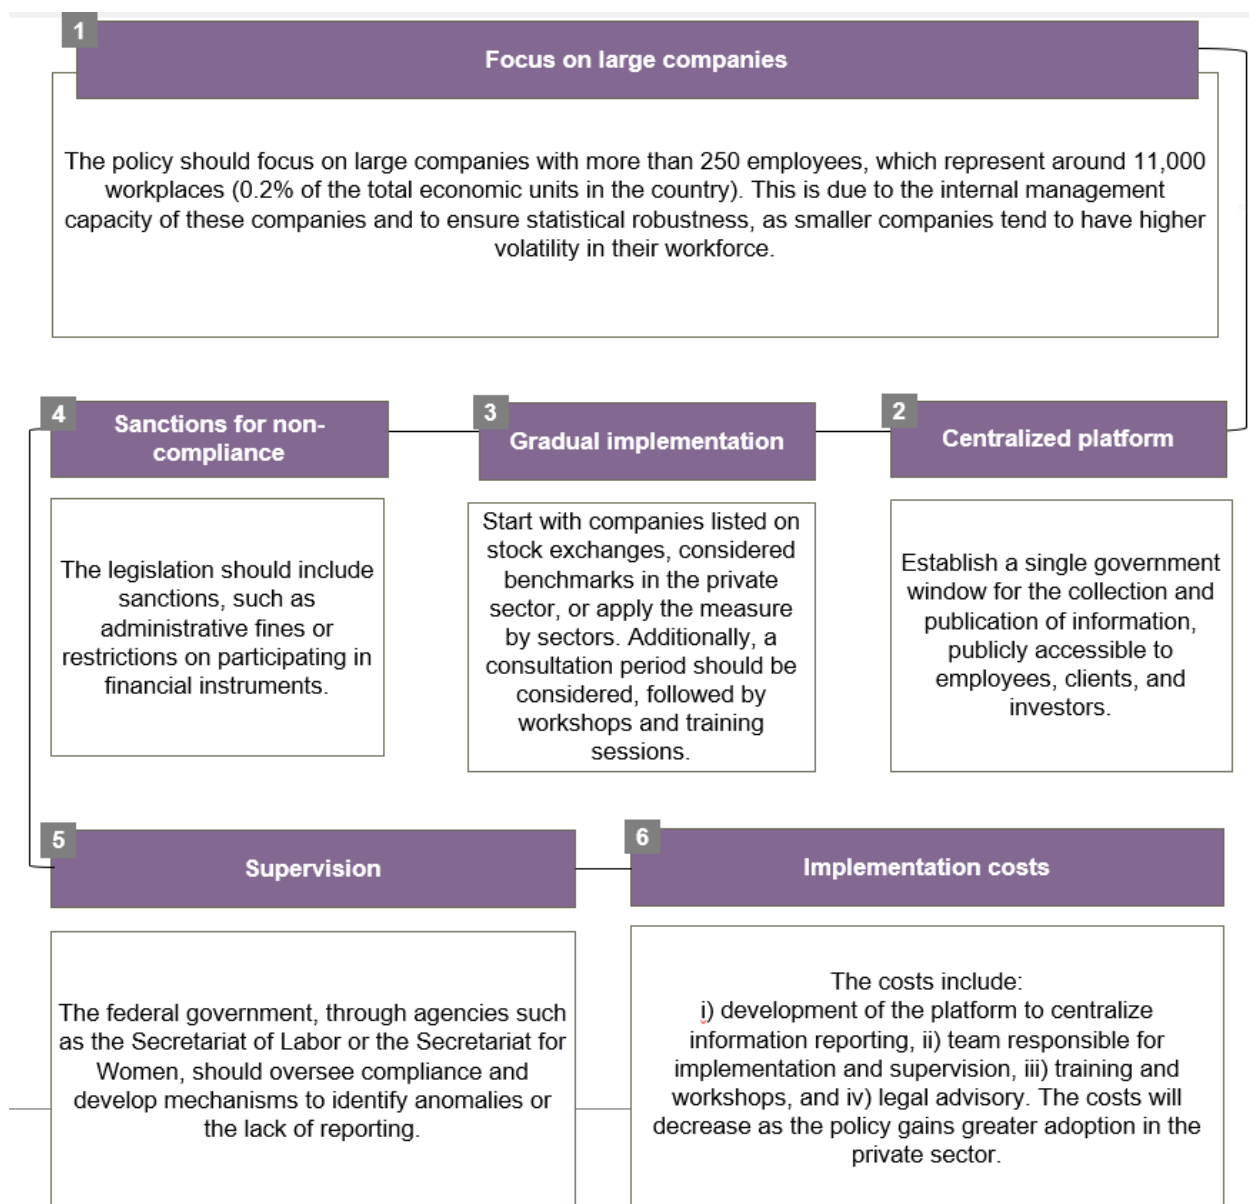 1
Focus on large companies
The policy should focus on large companies with more than 250 employees, which represent around 11,000
workplaces (0.2% of the total economic units in the country). This is due to the internal management
capacity of these companies and to ensure statistical robustness, as smaller companies tend to have higher
volatility in their workforce.
2
Centralized platform
Establish a single government
window for the collection and
publication of information,
publicly accessible to
employees, clients, and
investors.
3
Gradual implementation
Start with companies listed on
stock exchanges, considered
benchmarks in the private
sector, or apply the measure
by sectors. Additionally, a
consultation period should be
considered, followed by
workshops and training
sessions.
4
Sanctions for non-
compliance
The legislation should include
sanctions, such as
administrative fines or
restrictions on participating in
financial instruments.
5
Supervision
The federal government, through agencies such
as the Secretariat of Labor or the Secretariat for
Women, should oversee compliance and
develop mechanisms to identify anomalies or
the lack of reporting.
6
Implementation costs
The costs include:
i) development of the platform to centralize
information reporting, ii) team responsible for
implementation and supervision, iii) training and
workshops, and iv) legal advisory. The costs will
decrease as the policy gains greater adoption in the
private sector.